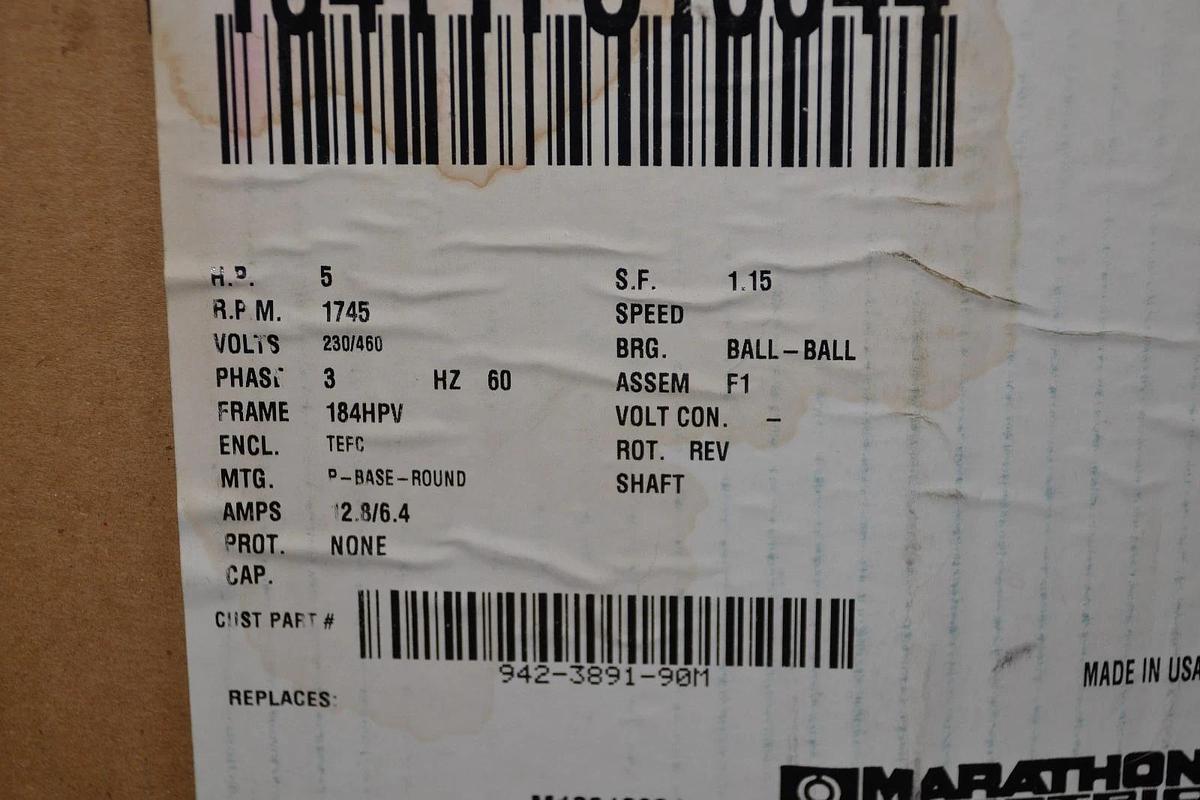 H.P. 5
R.P.M. 1745
VOLTS 230/460
PHASE 3 HZ 60
FRAME 184HPV
ENCL. TEFC
MTG. P-BASE-ROUND
AMPS 12.8/6.4
PROT. NONE
CAP.
S.F. 1.15
SPEED
BRG. BALL-BALL
ASSEM F1
VOLT CON. -
ROT. REV
SHAFT
CUST PART #
942-3891-90M
REPLACES:
MADE IN USA
MARATHON